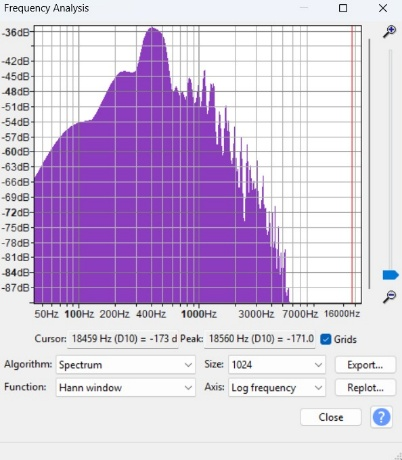 Frequency Analysis
-36dB
-42dB
-45dB
-48dB
-51dB
-54dB
-57dB
-60dB
-63dB
-66dB
-69dB
-72dB
-75dB
-78dB
-81dB
-84dB
-87dB
50Hz 100Hz 200Hz 400Hz 1000Hz 3000Hz 7000Hz 16000Hz
Cursor: 18459 Hz (D10) = -173 d Peak: 18560 Hz (D10) = -171.0 Grids
Algorithm: Spectrum Size: 1024 Export...
Function: Hann window Axis: Log frequency Replot...
Close ?